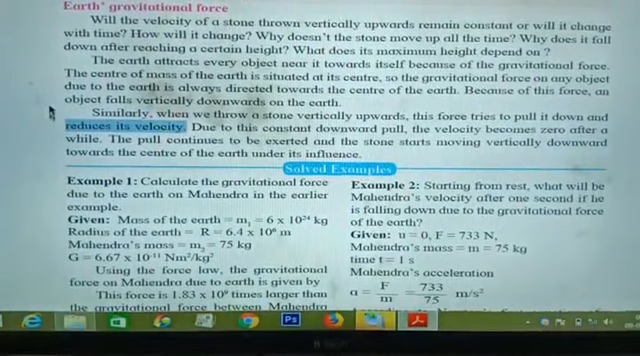 Earth' gravitational force
Will the velocity of a stone thrown vertically upwards remain constant or will it change
with time? How will it change? Why doesn't the stone move up all the time? Why does it fall
down after reaching a certain height? What does its maximum height depend on ?
The earth attracts every object near it towards itself because of the gravitational force.
The centre of mass of the earth is situated at its centre, so the gravitational force on any object
due to the earth is always directed towards the centre of the earth. Because of this force, an
object falls vertically downwards on the earth.
Similarly, when we throw a stone vertically upwards, this force tries to pull it down and
reduces its velocity. Due to this constant downward pull, the velocity becomes zero after a
while. The pull continues to be exerted and the stone starts moving vertically downward
towards the centre of the earth under its influence.
Solved Examples
Example 1: Calculate the gravitational force
due to the earth on Mahendra in the earlier
example.
Given: Mass of the earth = m₁ = 6 x 10²⁴ kg
Radius of the earth = R = 6.4 x 10⁶ m
Mahendra's mass = m₂ = 75 kg
G = 6.67 x 10⁻¹¹ Nm²/kg²
Using the force law, the gravitational
force on Mahendra due to earth is given by
This force is 1.83 x 10⁹ times larger than
the gravitational force between Mahendra
Example 2: Starting from rest, what will be
Mahendra's velocity after one second if he
is falling down due to the gravitational force
of the earth?
Given: u = 0, F = 733 N,
Mahendra's mass = m = 75 kg
time t = 1 s
Mahendra's acceleration
a = F/m = 733/75 m/s²
Ps